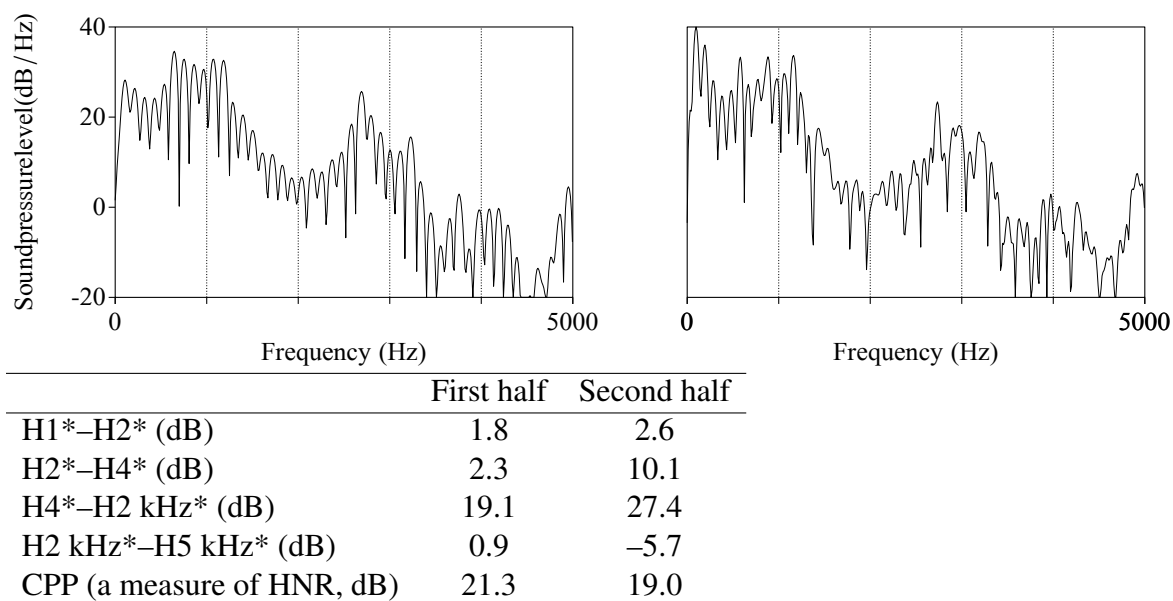 Soundpressurelevel(dB/Hz)
40
20
0
-20
0
5000
Frequency (Hz)
0
5000
Frequency (Hz)
First half Second half
H1*–H2* (dB) 1.8 2.6
H2*–H4* (dB) 2.3 10.1
H4*–H2 kHz* (dB) 19.1 27.4
H2 kHz*–H5 kHz* (dB) 0.9 –5.7
CPP (a measure of HNR, dB) 21.3 19.0